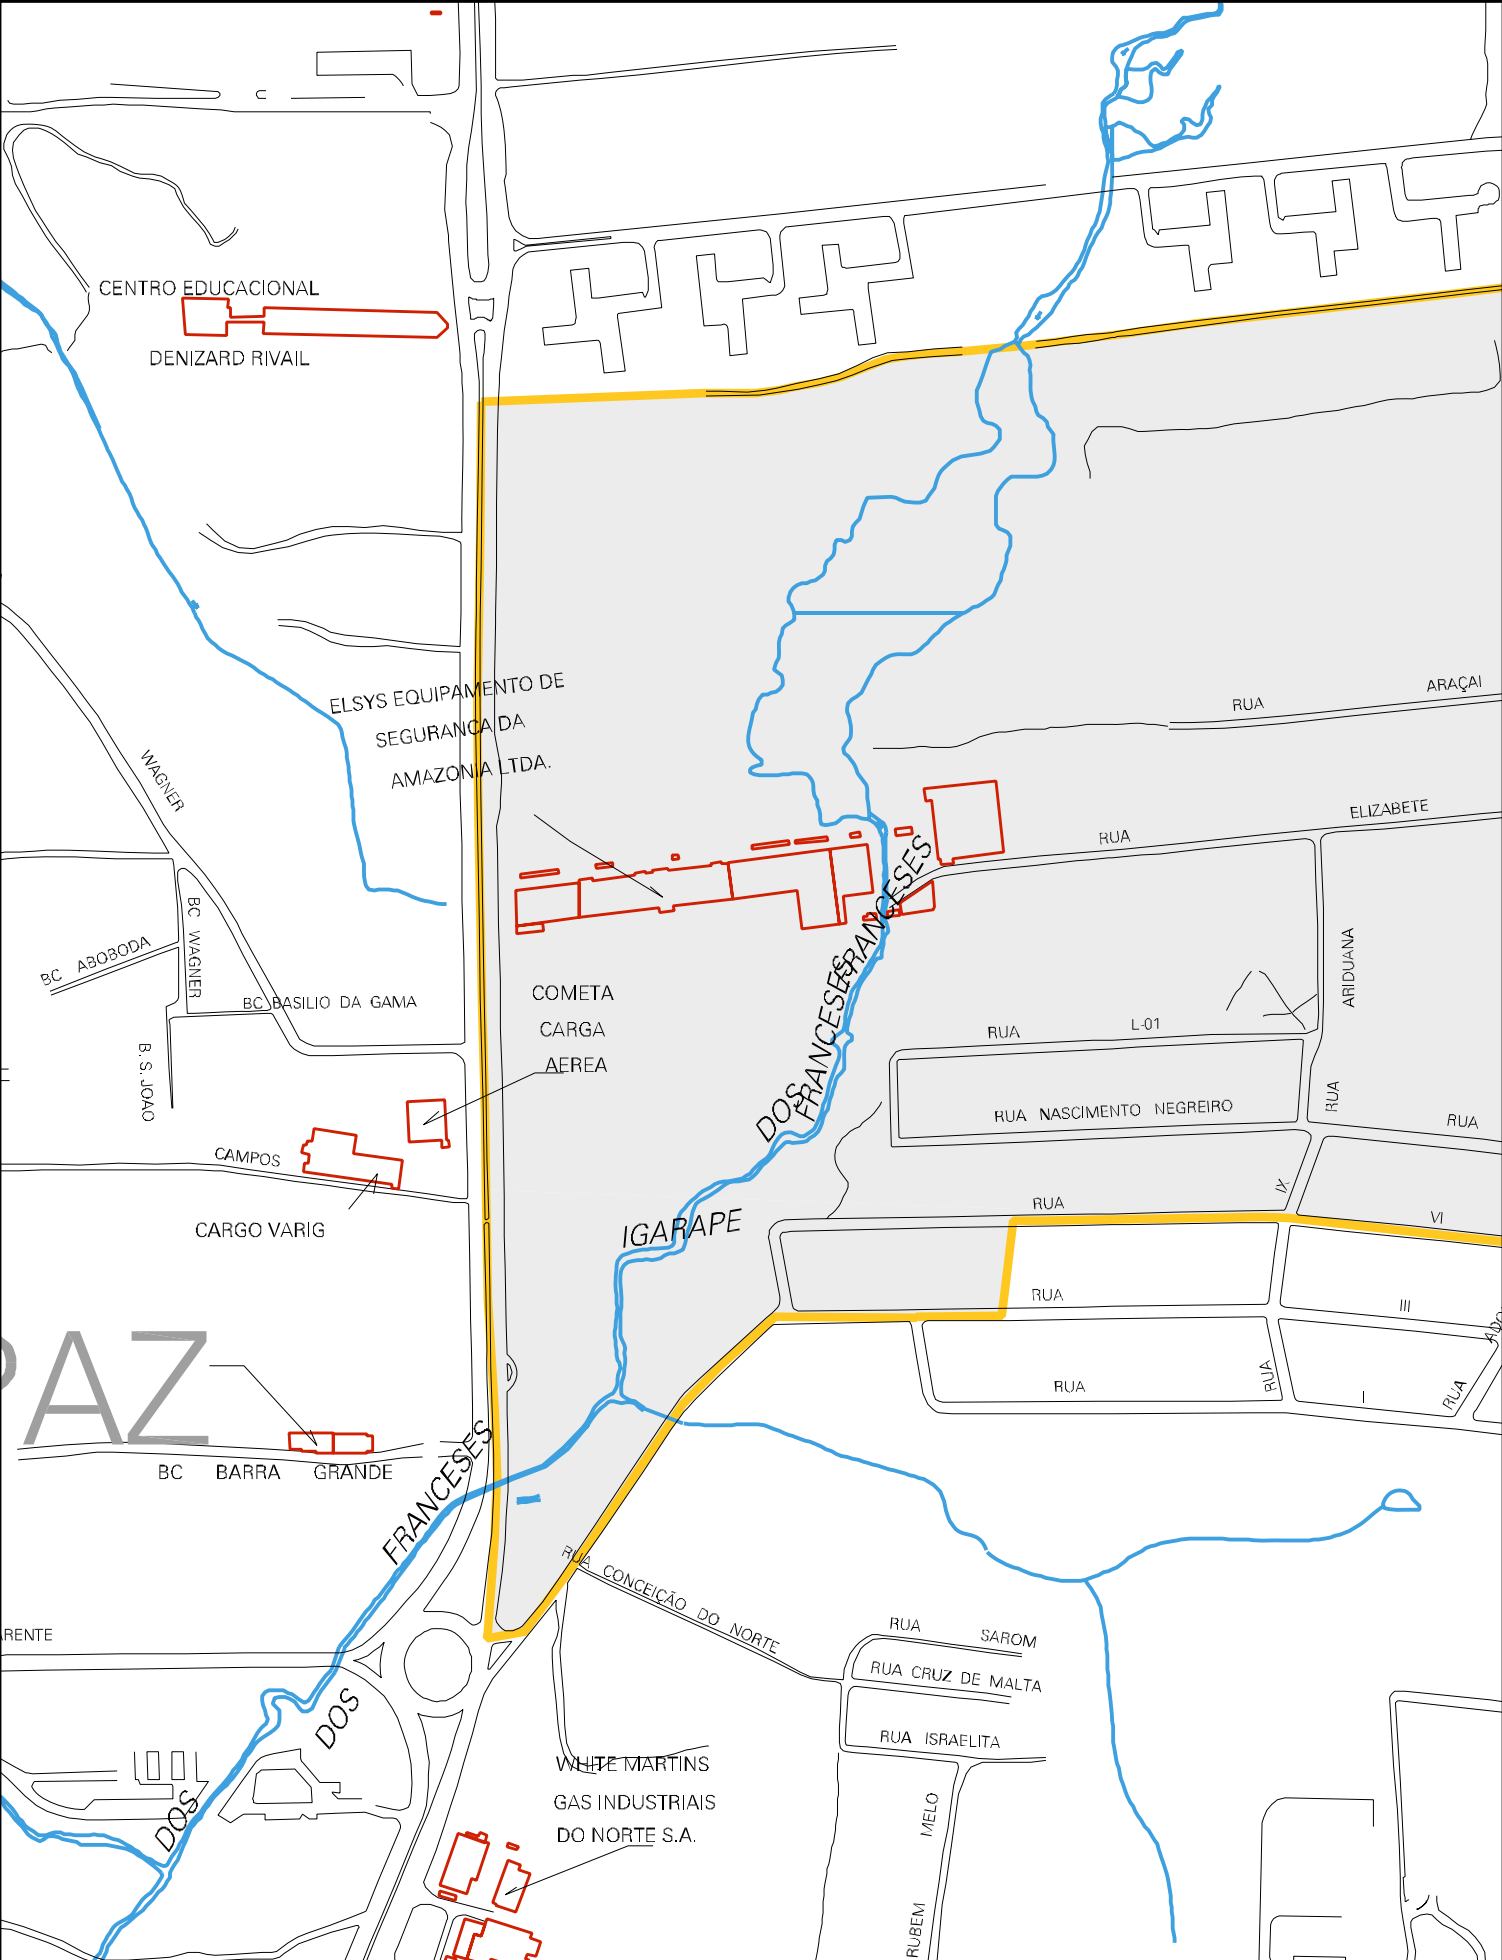 CENTRO EDUCACIONAL
DENIZARD RIVAIL
ELSYS EQUIPAMENTO DE
SEGURANCA DA
AMAZONIA LTDA.
RUA ARAÇAI
WAGNER
RUA ELIZABETE
BC WAGNER
BC ABOBODA
BC BASILIO DA GAMA
B. S. JOAO
COMETA
CARGA
AEREA
FRANCESES
FRANCESES
DOS
IGARAPE
ARIDUANA
RUA
RUA L-01
RUA NASCIMENTO NEGREIRO
RUA
CAMPOS
CARGO VARIG
IX
RUA VI
RUA III
PAZ
RUA I
RUA
RUA
BC BARRA GRANDE
FRANCESES
DOS
DOS
RUA CONCEIÇÃO DO NORTE
RUA SAROM
RUA CRUZ DE MALTA
RUA ISRAELITA
ARENTE
WHITE MARTINS
GAS INDUSTRIAIS
DO NORTE S.A.
RUBEM MELO